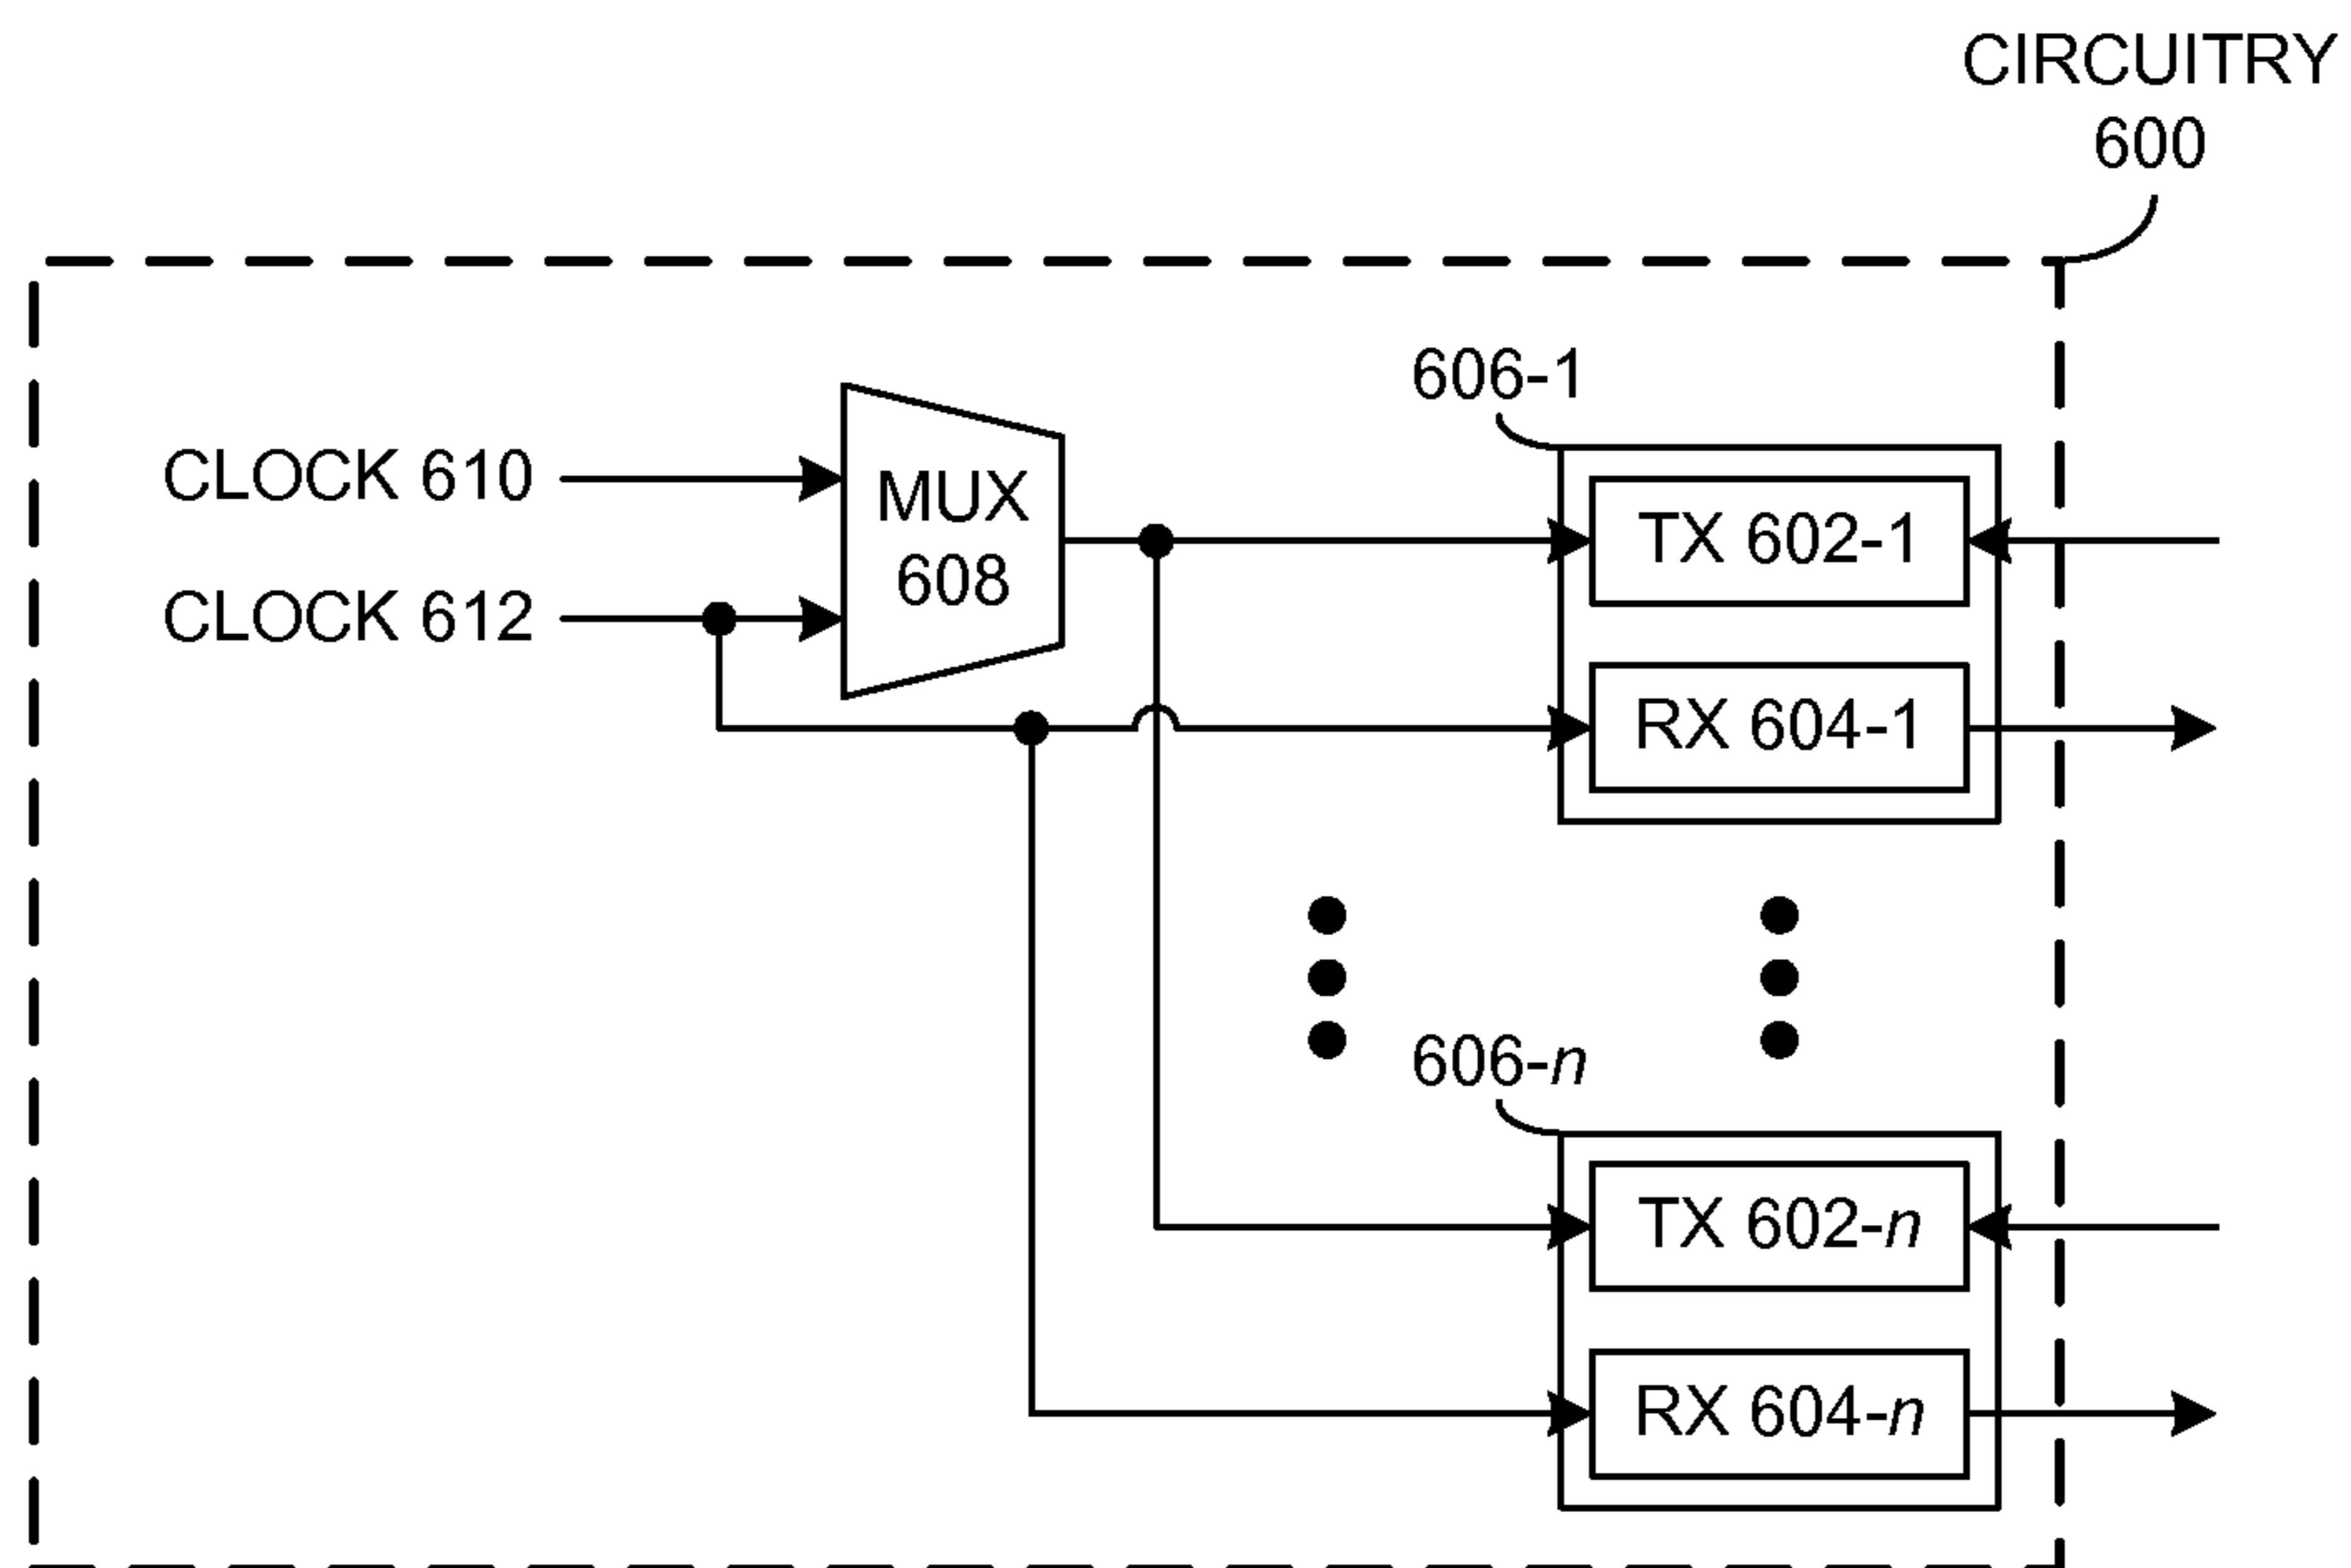 CIRCUITRY
600
606-1
CLOCK 610
MUX
608
TX 602-1
CLOCK 612
RX 604-1
606-n
TX 602-n
RX 604-n